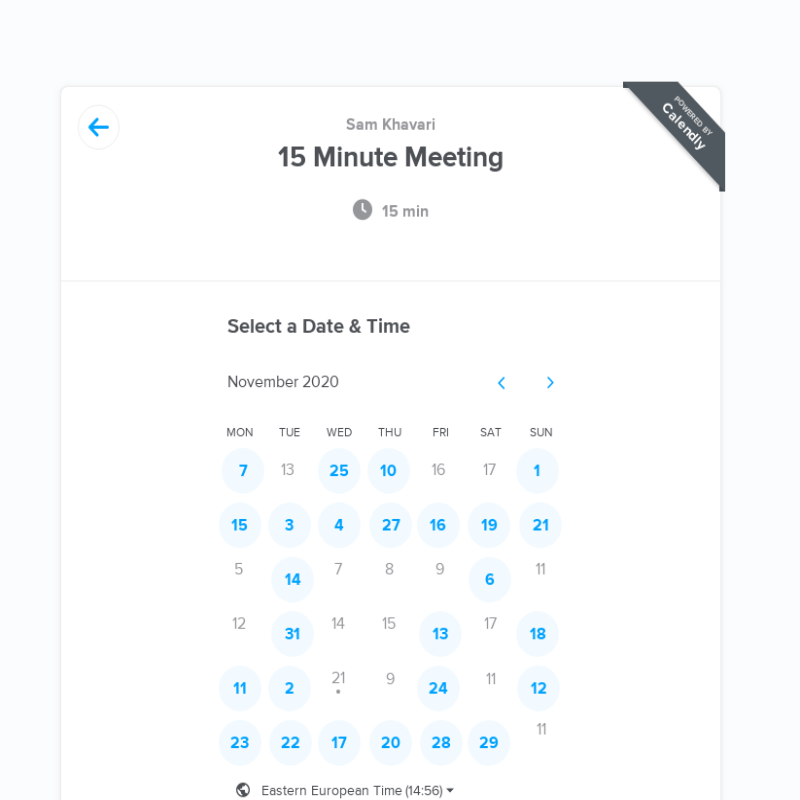 POWERED BY
Calendly
Sam Khavari
15 Minute Meeting
15 min
Select a Date & Time
November 2020
MON TUE WED THU FRI SAT SUN
7 13 25 10 16 17 1
15 3 4 27 16 19 21
5 14 7 8 9 6 11
12 31 14 15 13 17 18
11 2 21 9 24 11 12
23 22 17 20 28 29 11
Eastern European Time (14:56)